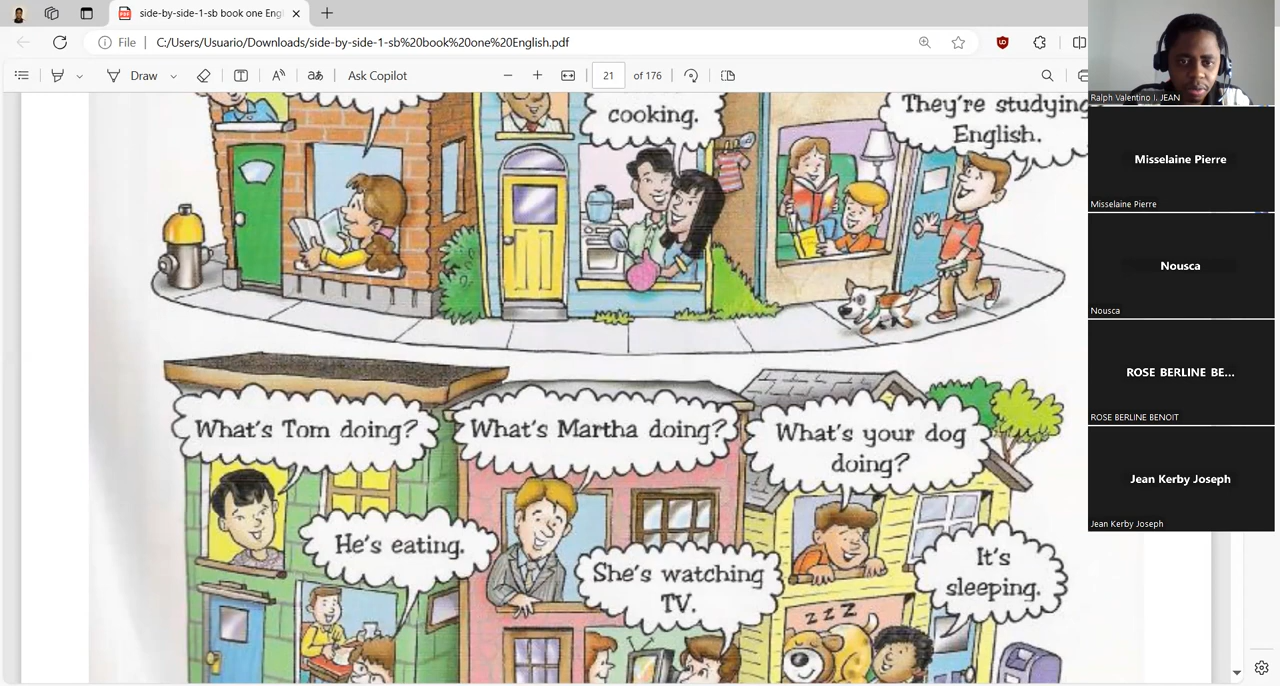 side-by-side-1-sb book one Eng
File C:/Users/Usuario/Downloads/side-by-side-1-sb%20book%20one%20English.pdf
Draw
Ask Copilot
21 of 176
cooking.
They're studying
English.
What's Tom doing?
What's Martha doing?
What's your dog
doing?
He's eating.
She's watching
TV.
It's
sleeping.
Z Z Z
Ralph Valentino I. JEAN
Misselaine Pierre
Misselaine Pierre
Nousca
Nousca
ROSE BERLINE BE...
ROSE BERLINE BENOIT
Jean Kerby Joseph
Jean Kerby Joseph